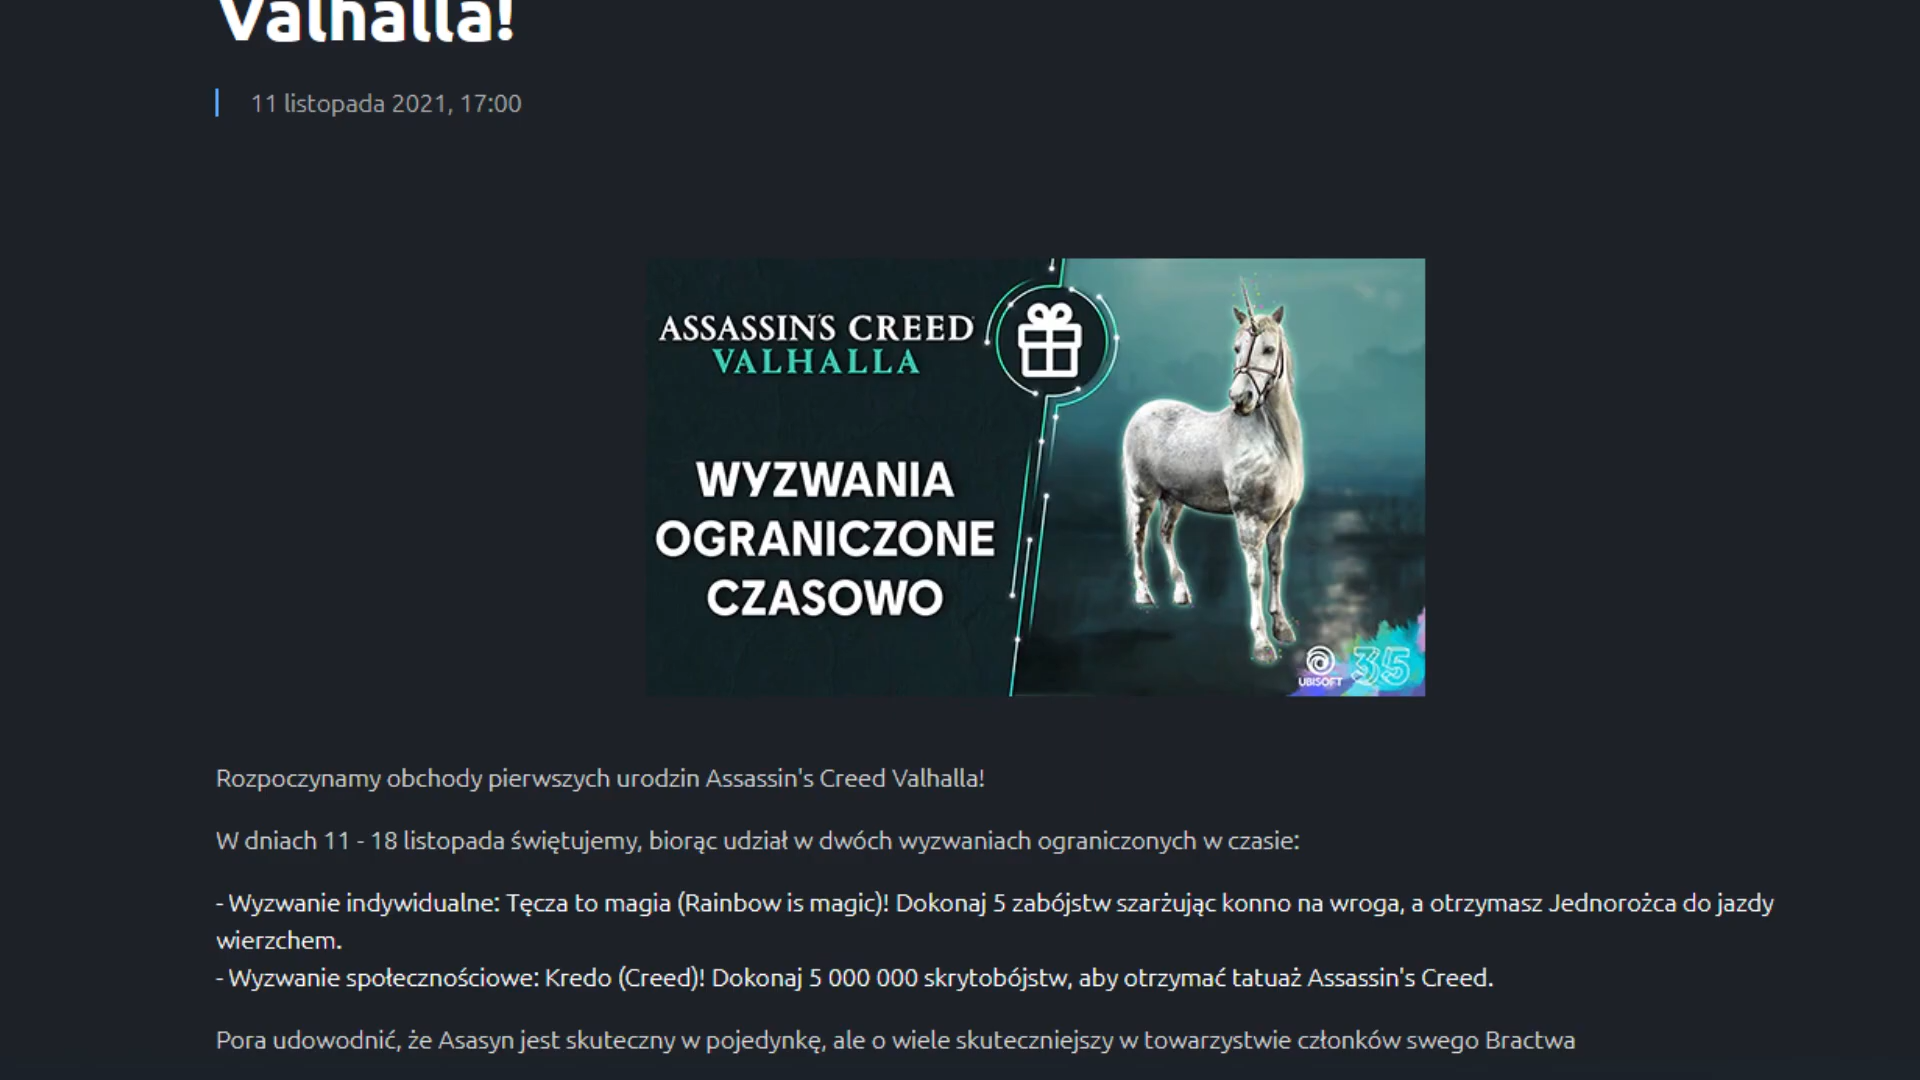 Valhalla!
11 listopada 2021, 17:00
ASSASSIN'S CREED
VALHALLA
WYZWANIA
OGRANICZONE
CZASOWO
UBISOFT
35
Rozpoczynamy obchody pierwszych urodzin Assassin's Creed Valhalla!
W dniach 11 - 18 listopada świętujemy, biorąc udział w dwóch wyzwaniach ograniczonych w czasie:
- Wyzwanie indywidualne: Tęcza to magia (Rainbow is magic)! Dokonaj 5 zabójstw szarżując konno na wroga, a otrzymasz Jednorożca do jazdy
wierzchem.
- Wyzwanie społecznościowe: Kredo (Creed)! Dokonaj 5 000 000 skrytobójstw, aby otrzymać tatuaż Assassin's Creed.
Pora udowodnić, że Asasyn jest skuteczny w pojedynkę, ale o wiele skuteczniejszy w towarzystwie członków swego Bractwa